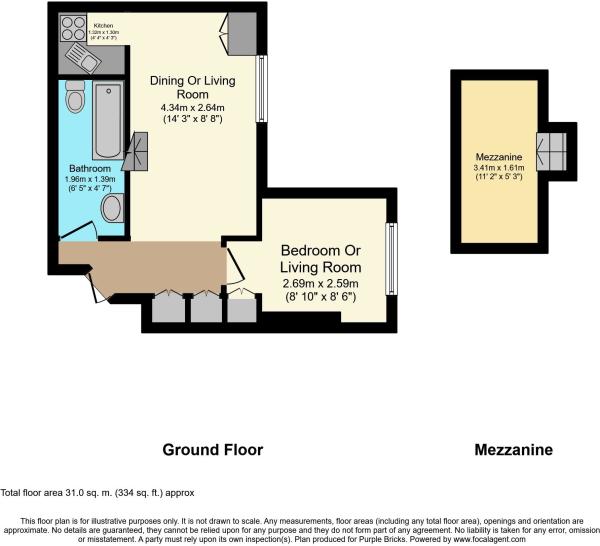 Kitchen
1.32m x 1.30m
(4' 4" x 4' 3")
Dining Or Living
Room
4.34m x 2.64m
(14' 3" x 8' 8")
Bathroom
1.96m x 1.39m
(6' 5" x 4' 7")
Bedroom Or
Living Room
2.69m x 2.59m
(8' 10" x 8' 6")
Mezzanine
3.41m x 1.61m
(11' 2" x 5' 3")
Ground Floor
Mezzanine
Total floor area 31.0 sq. m. (334 sq. ft.) approx
This floor plan is for illustrative purposes only. It is not drawn to scale. Any measurements, floor areas (including any total floor area), openings and orientation are
approximate. No details are guaranteed, they cannot be relied upon for any purpose and they do not form part of any agreement. No liability is taken for any error, omission
or misstatement. A party must rely upon its own inspection(s). Plan produced for Purple Bricks. Powered by www.focalagent.com